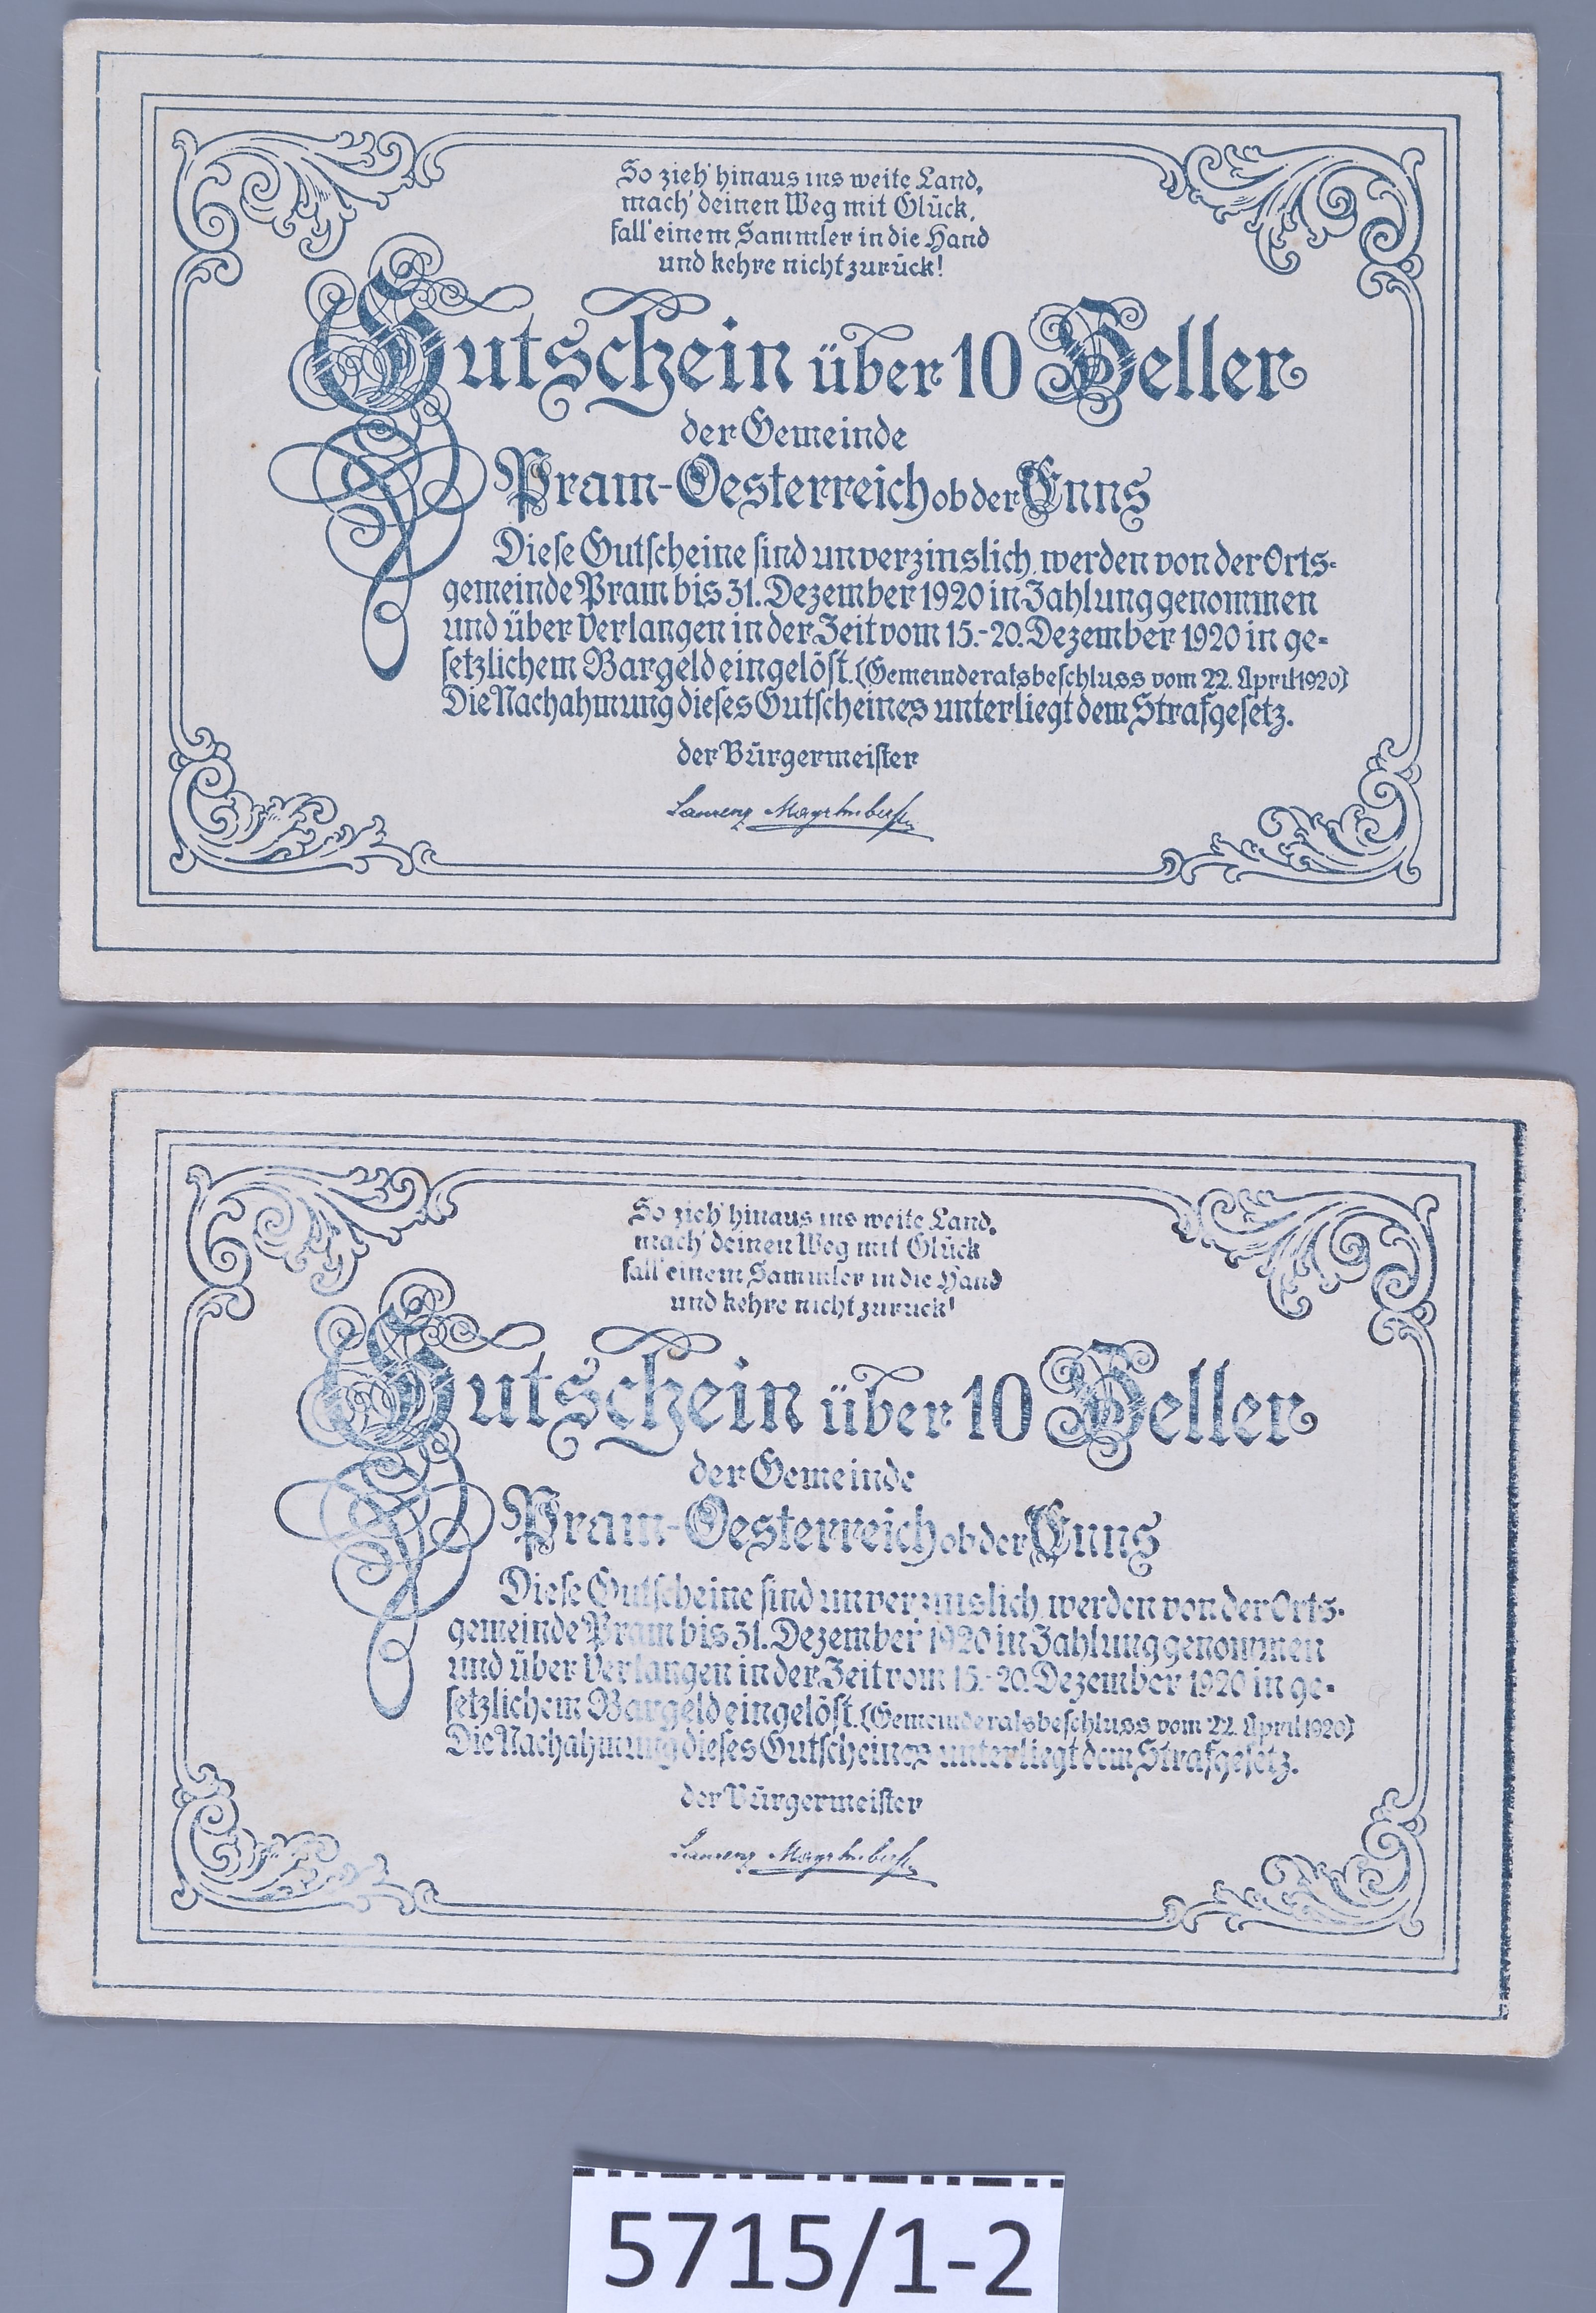 So zieh' hinaus ins weite Land,
mach' deinen Weg mit Glück,
fall' einem Sammler in die Hand
und kehre nicht zurück!
Gutschein über 10 Heller
der Gemeinde
Pram-Oesterreich ob der Enns
Diese Gutscheine sind unverzinslich, werden von der Orts-
gemeinde Pram bis 31. Dezember 1920 in Zahlung genommen
und über Verlangen in der Zeit vom 15.-20. Dezember 1920 in ge-
setzlichem Bargeld eingelöst. (Gemeinderatsbeschluss vom 22. April 1920)
Die Nachahmung dieses Gutscheines unterliegt dem Strafgesetz.
der Bürgermeister
So zieh' hinaus ins weite Land,
mach' deinen Weg mit Glück
fall' einem Sammler in die Hand
und kehre nicht zurück!
Gutschein über 10 Heller
der Gemeinde
Pram-Oesterreich ob der Enns
Diese Gutscheine sind unverzinslich, werden von der Orts-
gemeinde Pram bis 31. Dezember 1920 in Zahlung genommen
und über Verlangen in der Zeit vom 15.-20. Dezember 1920 in ge-
setzlichem Bargeld eingelöst. (Gemeinderatsbeschluss vom 22. April 1920)
Die Nachahmung dieses Gutscheines unterliegt dem Strafgesetz.
der Bürgermeister
5715/1-2